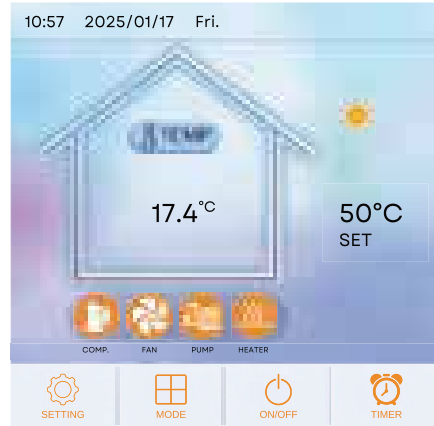 10:57 2025/01/17 Fri.
TEMP
17.4°C
50°C
SET
COMP. FAN PUMP HEATER
SETTING MODE ON/OFF TIMER